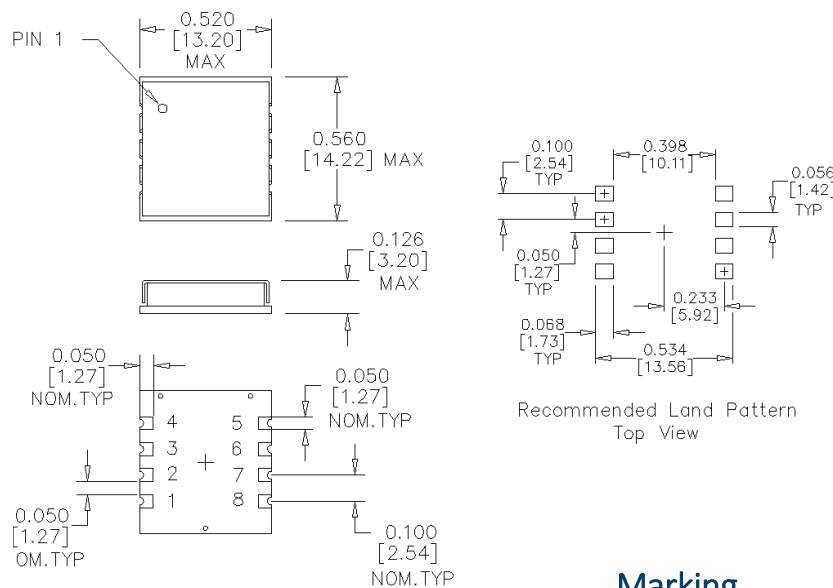 0.520
[13.20]
MAX
PIN 1
0.560
[14.22] MAX
0.126
[3.20]
MAX
0.050
[1.27]
NOM.TYP
0.050
[1.27]
NOM.TYP
4
5
3
6
2
7
1
8
0.050
[1.27]
OM.TYP
0.100
[2.54]
NOM.TYP
0.100
[2.54]
TYP
0.398
[10.11]
0.056
[1.42]
TYP
0.050
[1.27]
TYP
0.233
[5.92]
0.068
[1.73]
TYP
0.534
[13.56]
Recommended Land Pattern
Top View
Marking